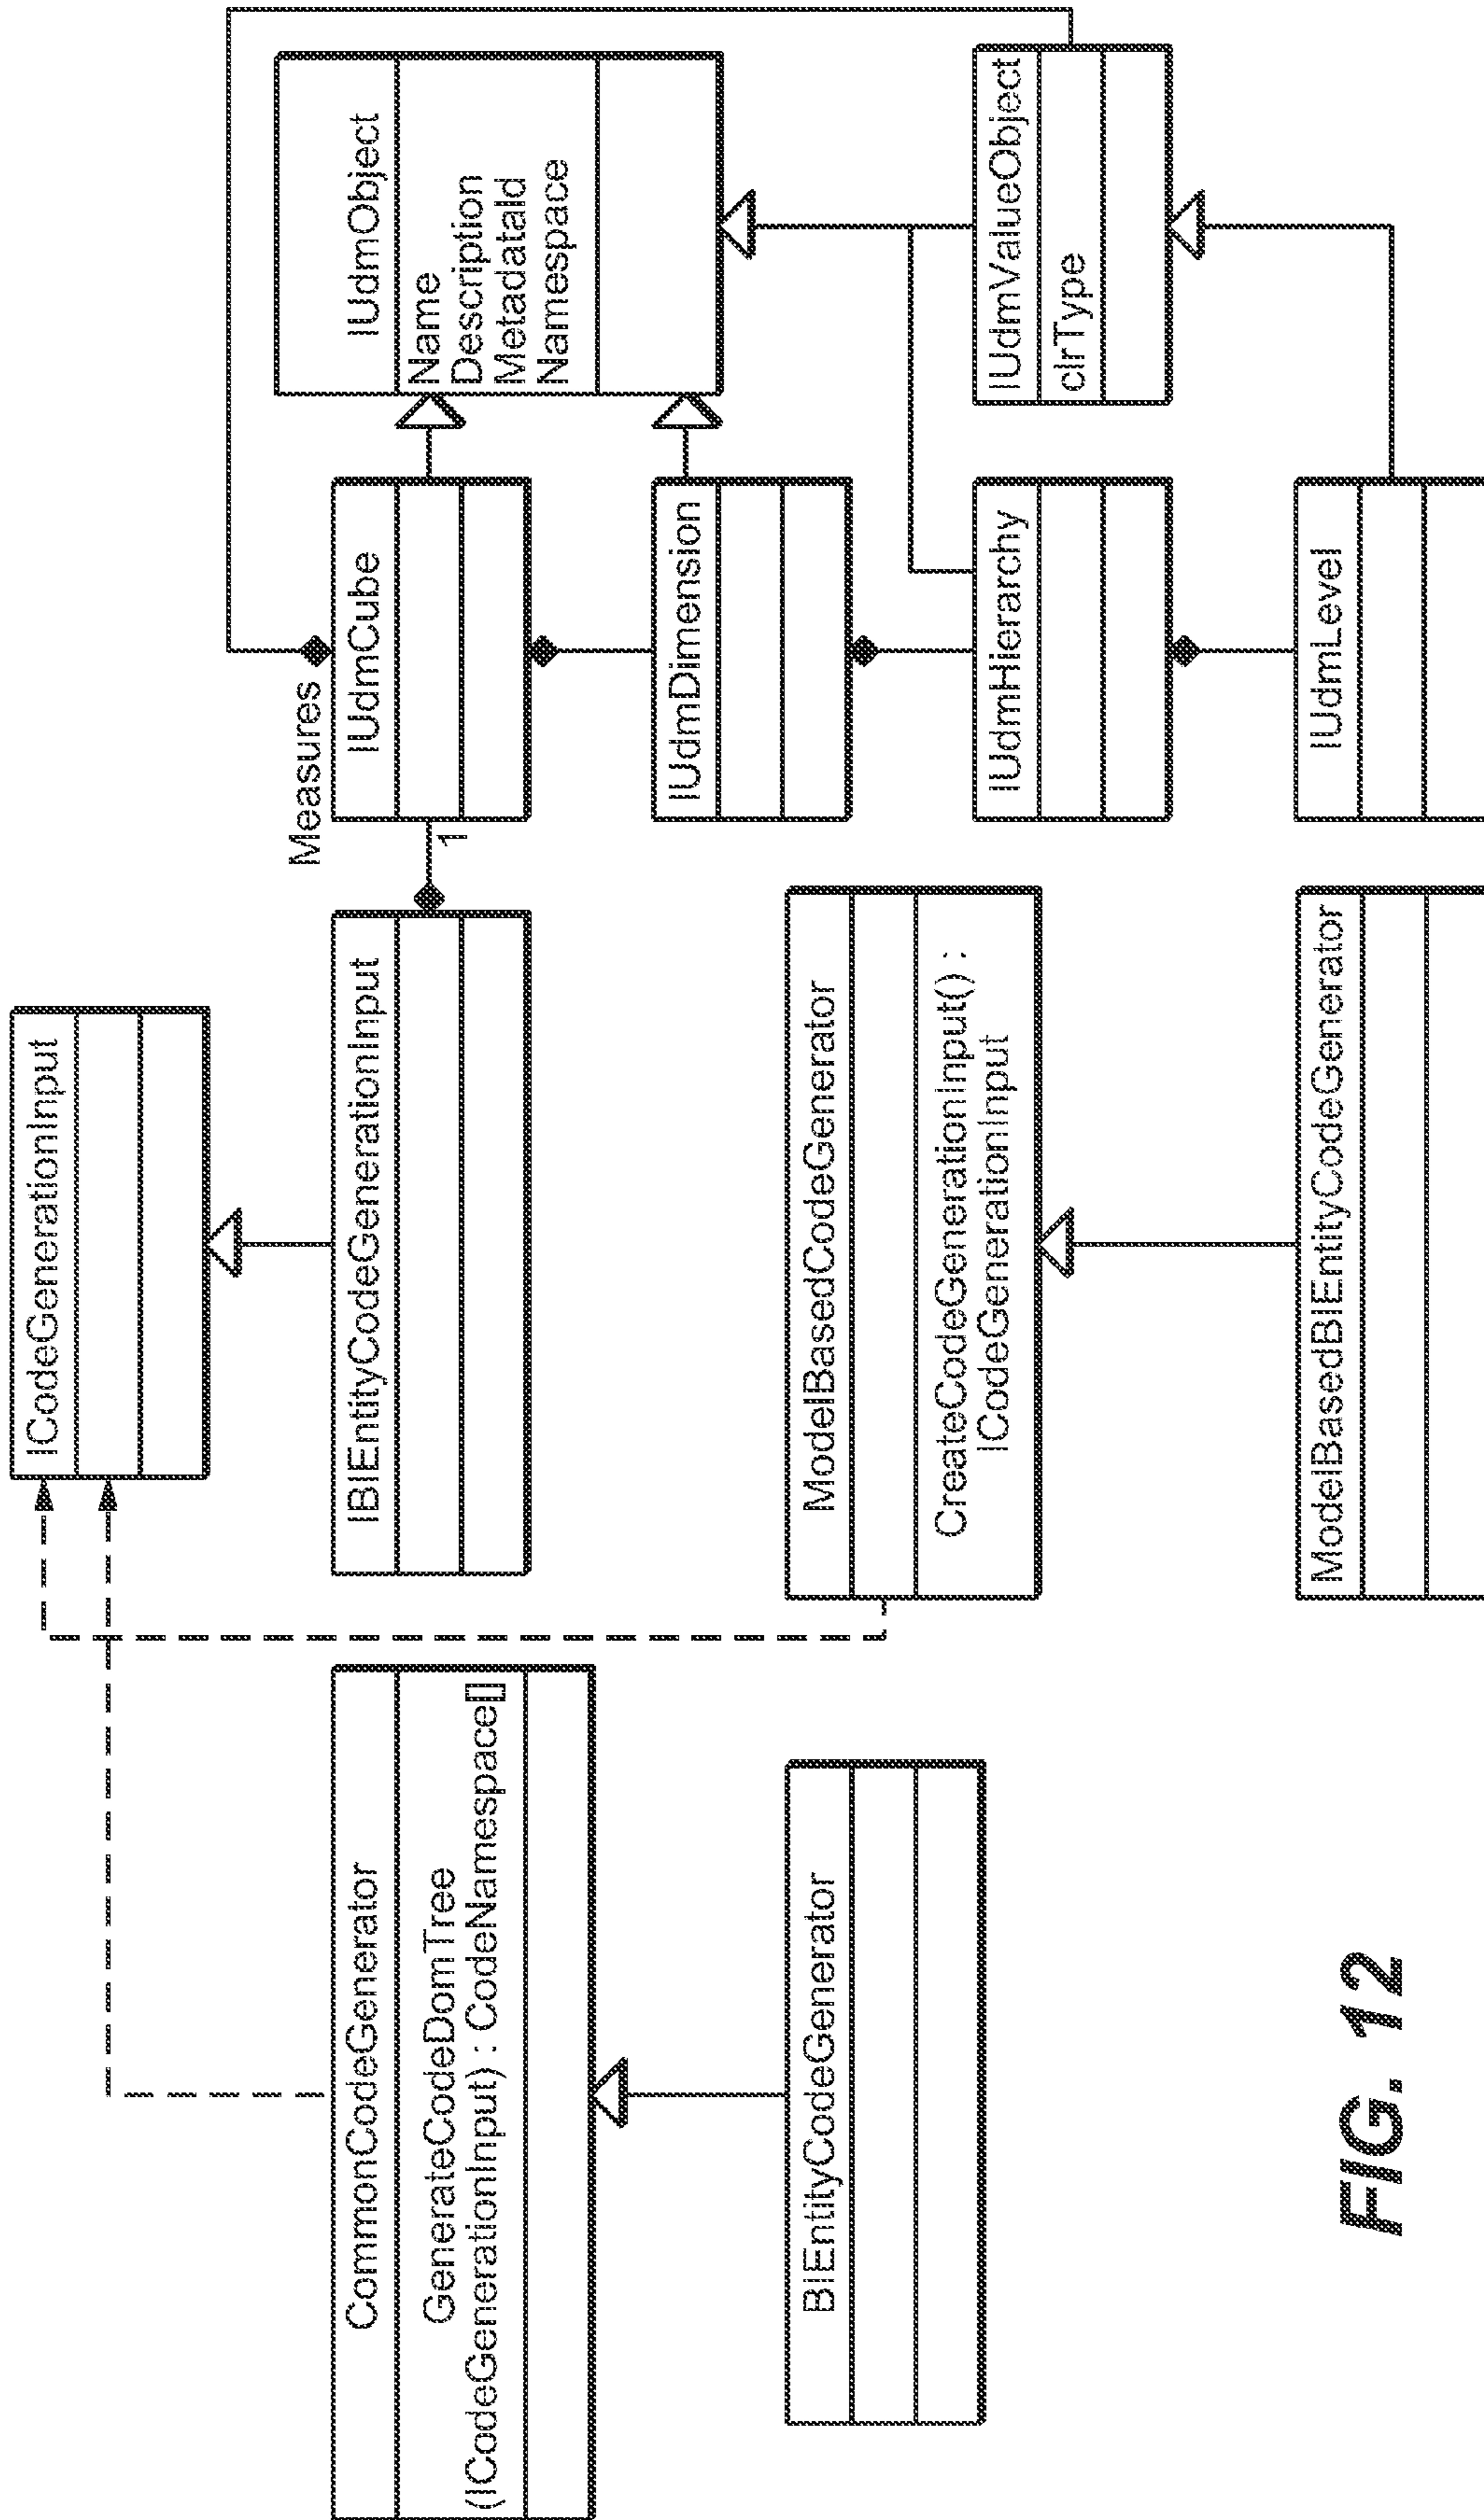 ICodeGenerationInput
Measures
IUdmObject
Name
Description
MetadataId
Namespace
CommonCodeGenerator
GenerateCodeDomTree
(ICodeGenerationInput) : CodeNamespace[]
IBIEntityCodeGenerationInput
1
IUdmCube
IUdmDimension
BIEntityCodeGenerator
ModelBasedCodeGenerator
CreateCodeGenerationInput() :
ICodeGenerationInput
IUdmHierarchy
IUdmValueObject
clrType
ModelBasedBIEntityCodeGenerator
IUdmLevel
FIG. 12